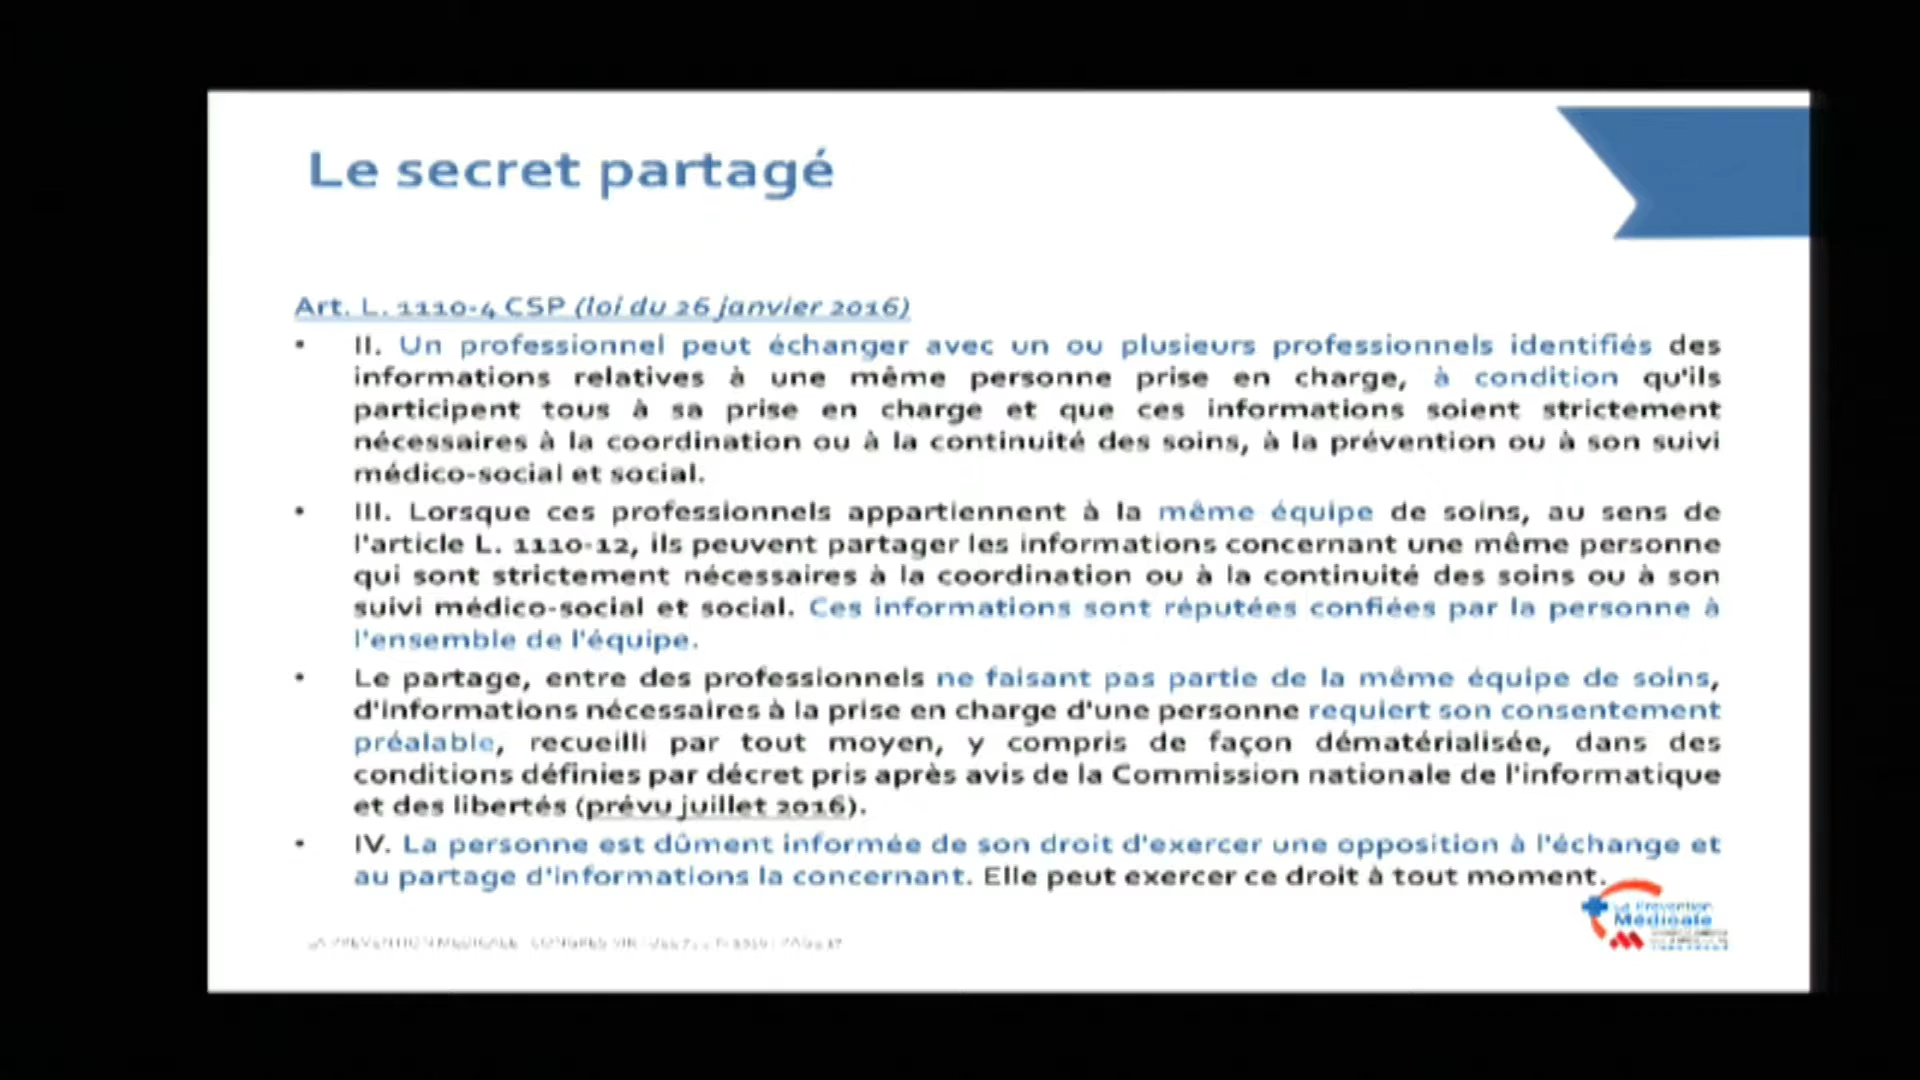 Le secret partagé
Art. L. 1110-4 CSP (loi du 26 janvier 2016)
• II. Un professionnel peut échanger avec un ou plusieurs professionnels identifiés des
informations relatives à une même personne prise en charge, à condition qu'ils
participent tous à sa prise en charge et que ces informations soient strictement
nécessaires à la coordination ou à la continuité des soins, à la prévention ou à son suivi
médico-social et social.
• III. Lorsque ces professionnels appartiennent à la même équipe de soins, au sens de
l'article L. 1110-12, ils peuvent partager les informations concernant une même personne
qui sont strictement nécessaires à la coordination ou à la continuité des soins ou à son
suivi médico-social et social. Ces informations sont réputées confiées par la personne à
l'ensemble de l'équipe.
• Le partage, entre des professionnels ne faisant pas partie de la même équipe de soins,
d'informations nécessaires à la prise en charge d'une personne requiert son consentement
préalable, recueilli par tout moyen, y compris de façon dématérialisée, dans des
conditions définies par décret pris après avis de la Commission nationale de l'informatique
et des libertés (prévu juillet 2016).
• IV. La personne est dûment informée de son droit d'exercer une opposition à l'échange et
au partage d'informations la concernant. Elle peut exercer ce droit à tout moment.
La Prévention
Médicale
LA PREVENTION MEDICALE